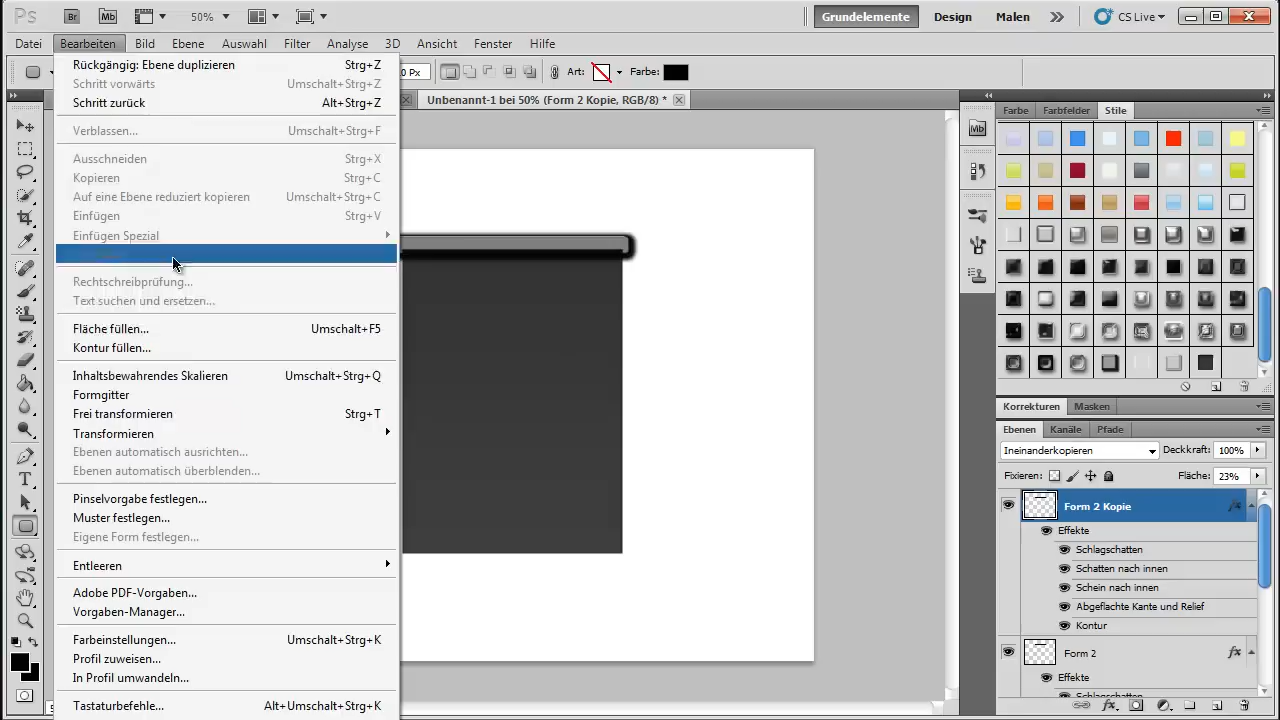 Ps Br Mb 50% Grundelemente Design Malen CS Live
Datei Bearbeiten Bild Ebene Auswahl Filter Analyse 3D Ansicht Fenster Hilfe
0 Px Art: Farbe:
Unbenannt-1 bei 50% (Form 2 Kopie, RGB/8) *
Rückgängig: Ebene duplizieren Strg+Z
Schritt vorwärts Umschalt+Strg+Z
Schritt zurück Alt+Strg+Z
Verblassen... Umschalt+Strg+F
Ausschneiden Strg+X
Kopieren Strg+C
Auf eine Ebene reduziert kopieren Umschalt+Strg+C
Einfügen Strg+V
Einfügen Spezial
Rechtschreibprüfung...
Text suchen und ersetzen...
Fläche füllen... Umschalt+F5
Kontur füllen...
Inhaltsbewahrendes Skalieren Umschalt+Strg+Q
Formgitter
Frei transformieren Strg+T
Transformieren
Ebenen automatisch ausrichten...
Ebenen automatisch überblenden...
Pinselvorgabe festlegen...
Muster festlegen...
Eigene Form festlegen...
Entleeren
Adobe PDF-Vorgaben...
Vorgaben-Manager...
Farbeinstellungen... Umschalt+Strg+K
Profil zuweisen...
In Profil umwandeln...
Tastaturbefehle... Alt+Umschalt+Strg+K
Mb
Farbe Farbfelder Stile
Korrekturen Masken
Ebenen Kanäle Pfade
Ineinanderkopieren Deckkraft: 100%
Fixieren: Fläche: 23%
Form 2 Kopie fx
Effekte
Schlagschatten
Schatten nach innen
Schein nach innen
Abgeflachte Kante und Relief
Kontur
Form 2 fx
Effekte
Schlagschatten